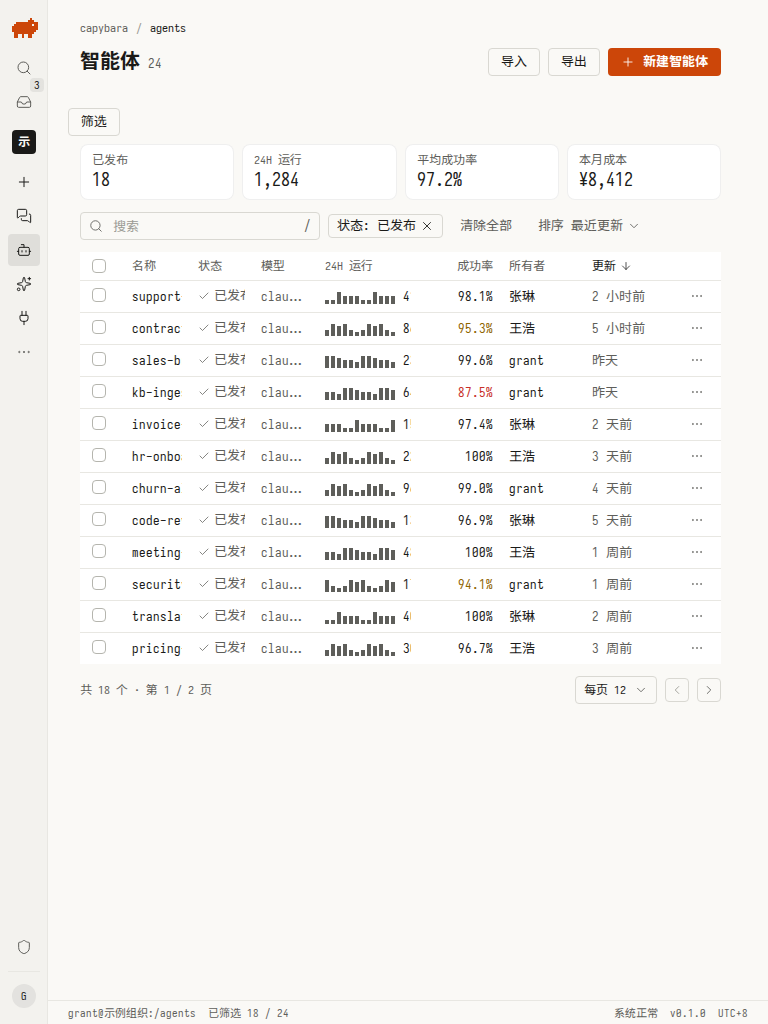 capybara / agents
智能体 24
导入
导出
新建智能体
3
示
筛选
已发布
18
24H 运行
1,284
平均成功率
97.2%
本月成本
¥8,412
搜索 /
状态: 已发布
清除全部
排序 最近更新
名称 状态 模型 24H 运行 成功率 所有者 更新
support 已发布 clau... 4 98.1% 张琳 2 小时前
contrac 已发布 clau... 8 95.3% 王浩 5 小时前
sales-b 已发布 clau... 2 99.6% grant 昨天
kb-inge 已发布 clau... 6 87.5% grant 昨天
invoice 已发布 clau... 1 97.4% 张琳 2 天前
hr-onbo 已发布 clau... 2 100% 王浩 3 天前
churn-a 已发布 clau... 9 99.0% grant 4 天前
code-re 已发布 clau... 1 96.9% 张琳 5 天前
meeting 已发布 clau... 4 100% 王浩 1 周前
securit 已发布 clau... 1 94.1% grant 1 周前
transla 已发布 clau... 4 100% 张琳 2 周前
pricing 已发布 clau... 3 96.7% 王浩 3 周前
共 18 个 · 第 1 / 2 页
每页 12
G
grant@示例组织:/agents 已筛选 18 / 24
系统正常 v0.1.0 UTC+8